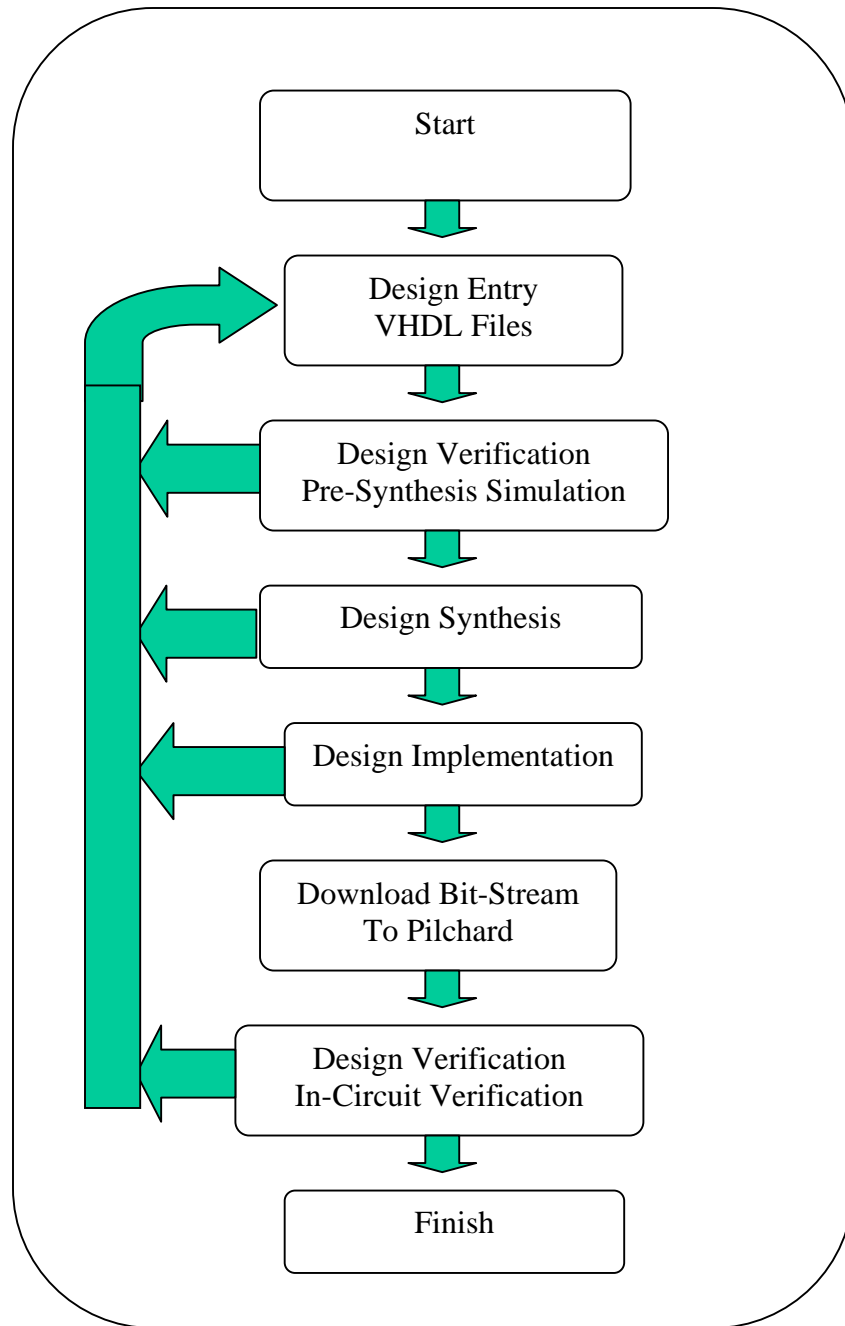 Start
Design Entry
VHDL Files
Design Verification
Pre-Synthesis Simulation
Design Synthesis
Design Implementation
Download Bit-Stream
To Pilchard
Design Verification
In-Circuit Verification
Finish